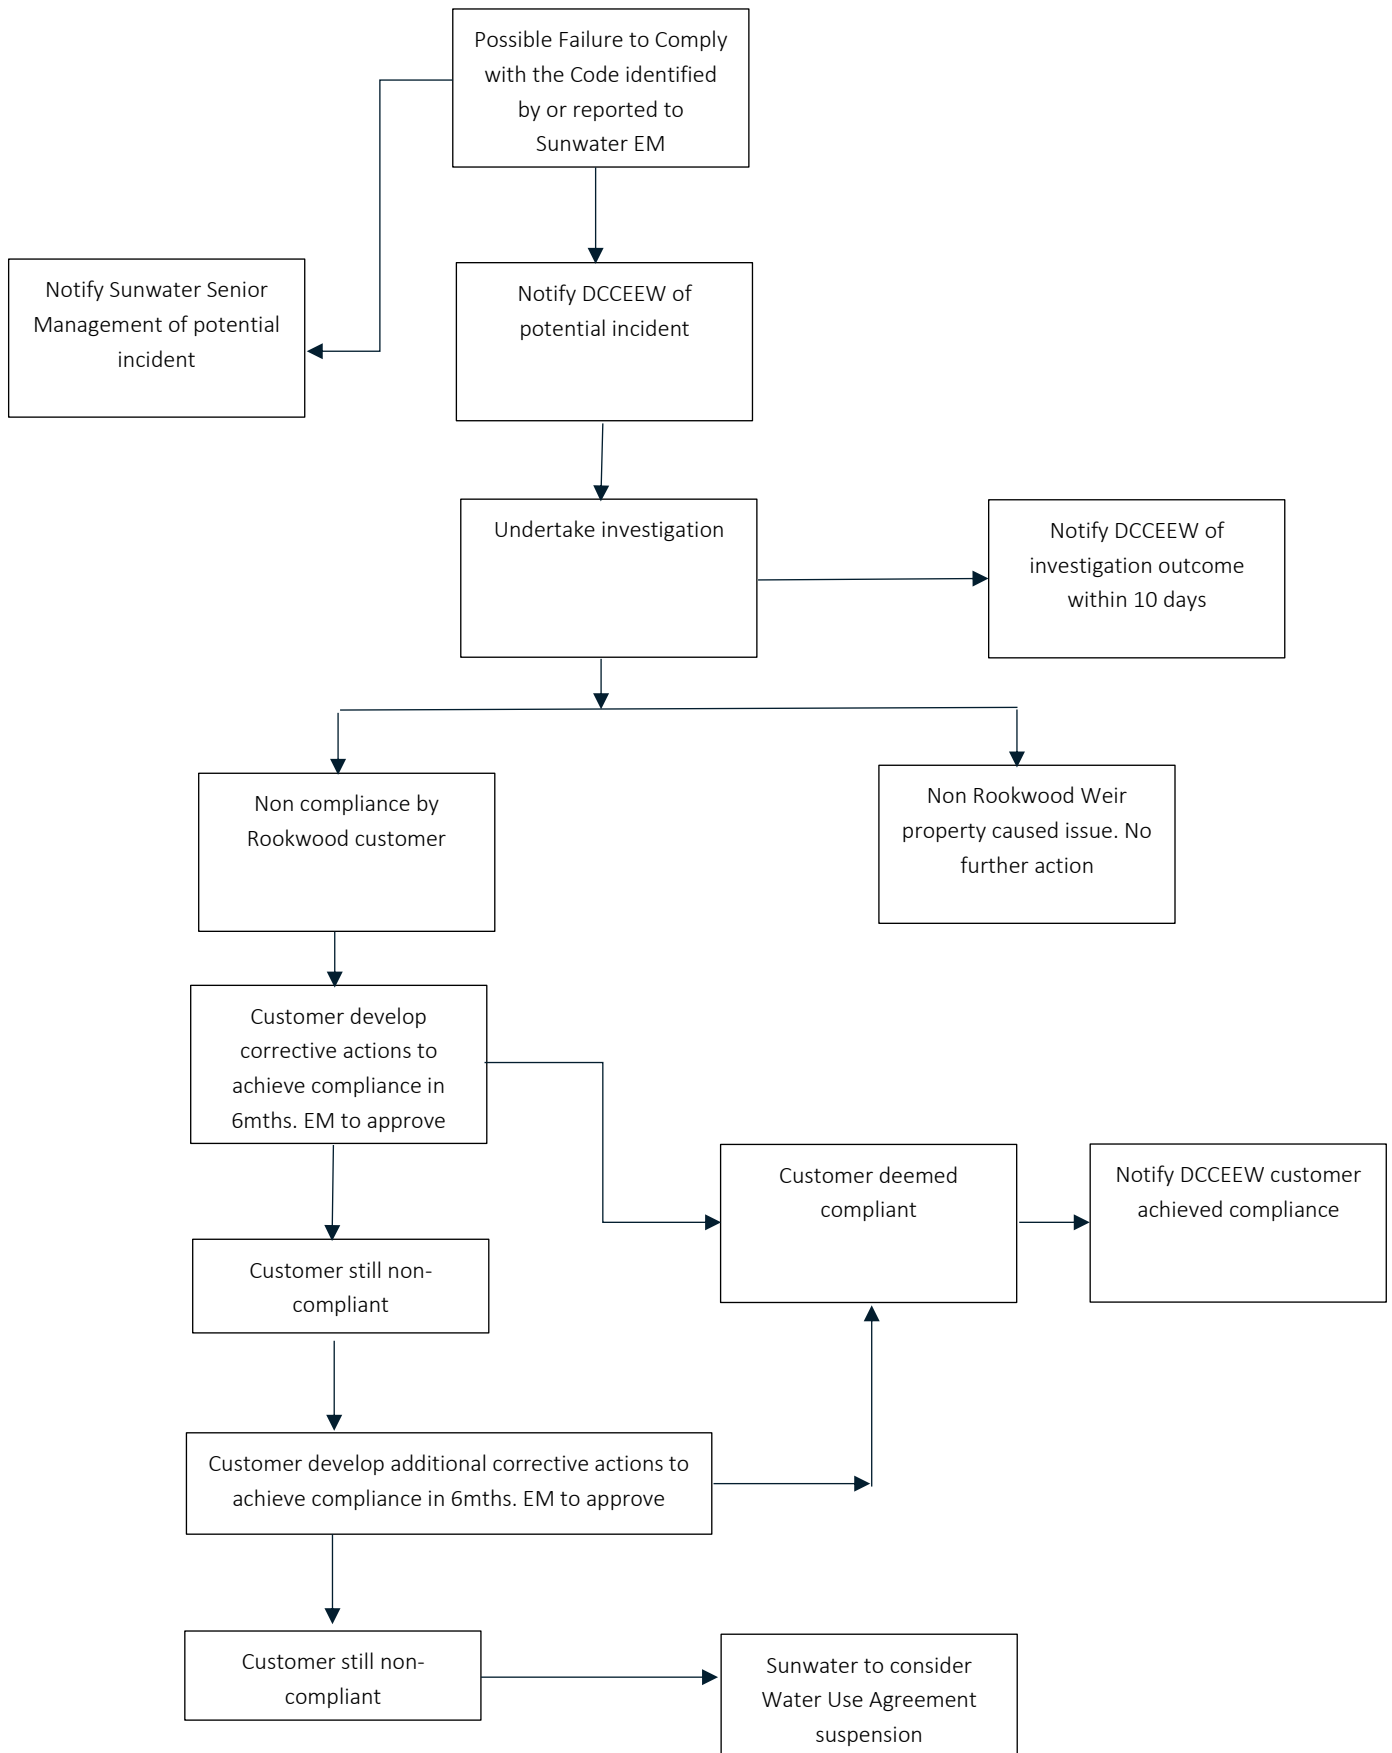 Possible Failure to Comply
with the Code identified
by or reported to
Sunwater EM
Notify Sunwater Senior
Management of potential
incident
Notify DCCEEW of
potential incident
Undertake investigation
Notify DCCEEW of
investigation outcome
within 10 days
Non compliance by
Rookwood customer
Non Rookwood Weir
property caused issue. No
further action
Customer develop
corrective actions to
achieve compliance in
6mths. EM to approve
Customer deemed
compliant
Notify DCCEEW customer
achieved compliance
Customer still non-
compliant
Customer develop additional corrective actions to
achieve compliance in 6mths. EM to approve
Customer still non-
compliant
Sunwater to consider
Water Use Agreement
suspension